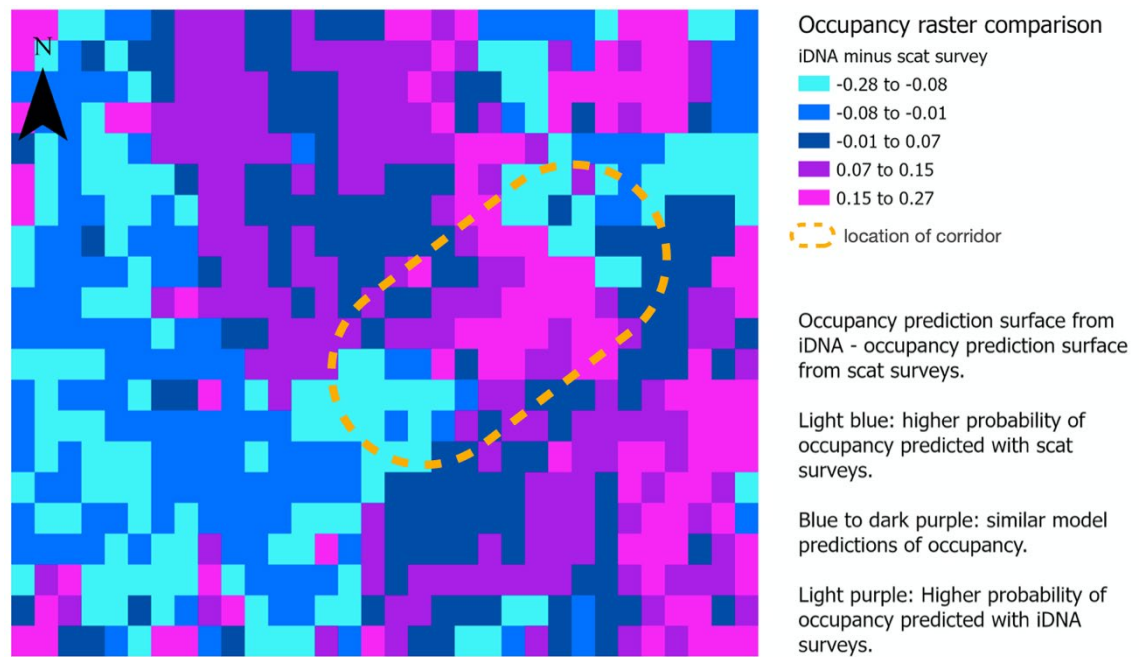 N
Occupancy raster comparison
iDNA minus scat survey
-0.28 to -0.08
-0.08 to -0.01
-0.01 to 0.07
0.07 to 0.15
0.15 to 0.27
location of corridor
Occupancy prediction surface from
iDNA - occupancy prediction surface
from scat surveys.
Light blue: higher probability of
occupancy predicted with scat
surveys.
Blue to dark purple: similar model
predictions of occupancy.
Light purple: Higher probability of
occupancy predicted with iDNA
surveys.